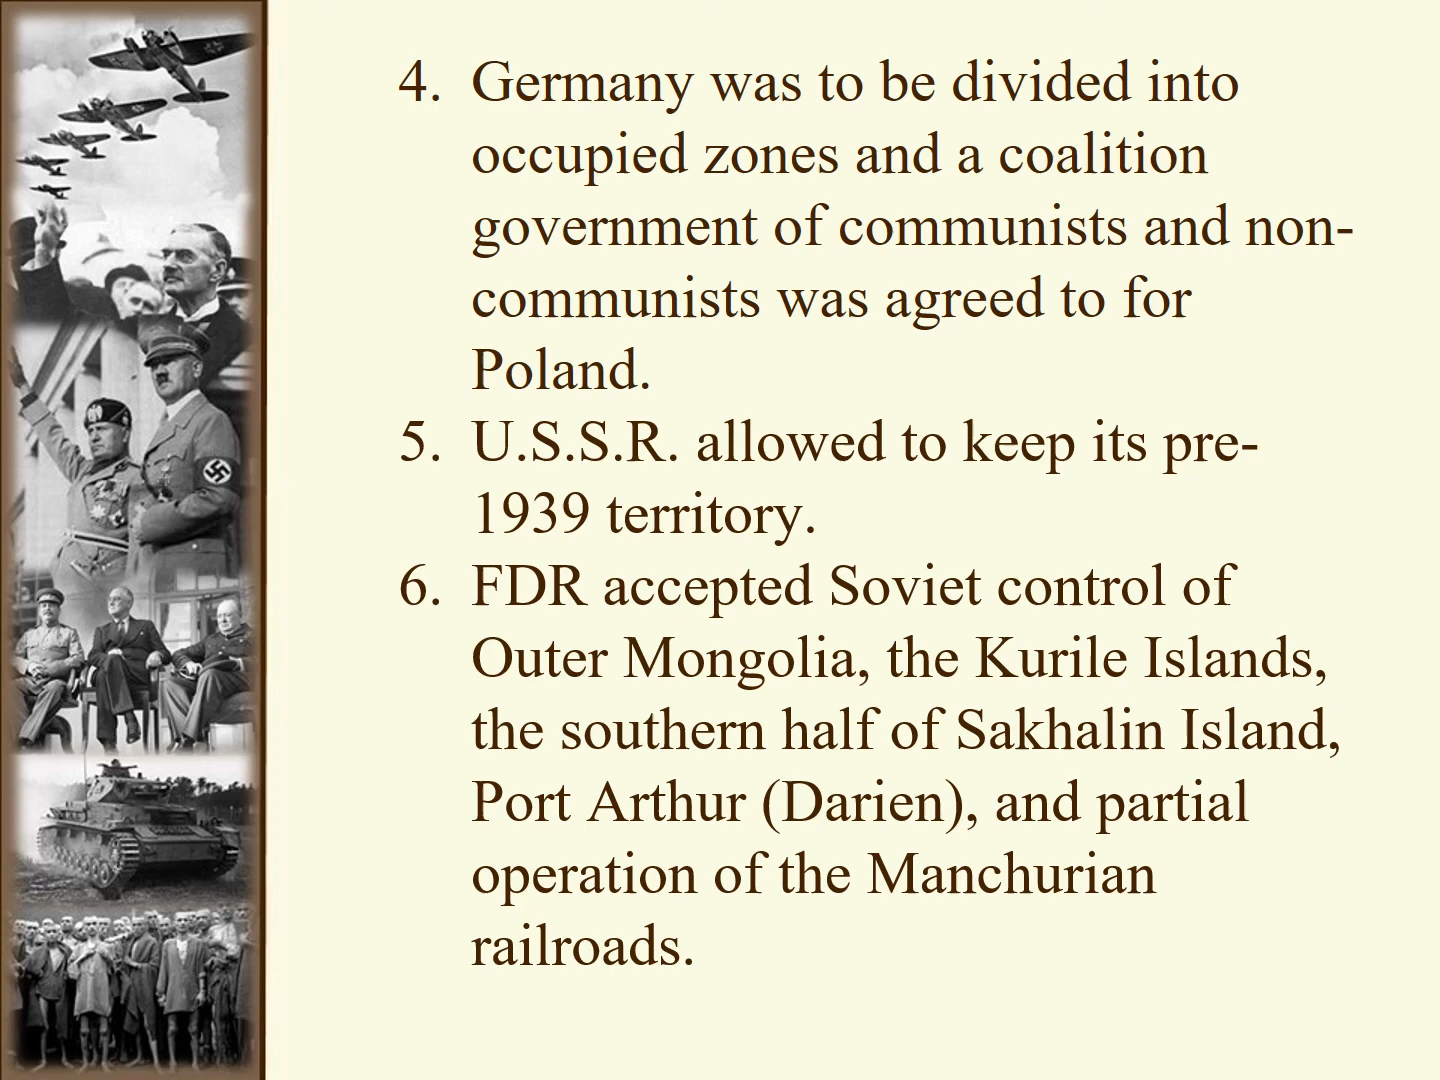 4. Germany was to be divided into
occupied zones and a coalition
government of communists and non-
communists was agreed to for
Poland.
5. U.S.S.R. allowed to keep its pre-
1939 territory.
6. FDR accepted Soviet control of
Outer Mongolia, the Kurile Islands,
the southern half of Sakhalin Island,
Port Arthur (Darien), and partial
operation of the Manchurian
railroads.